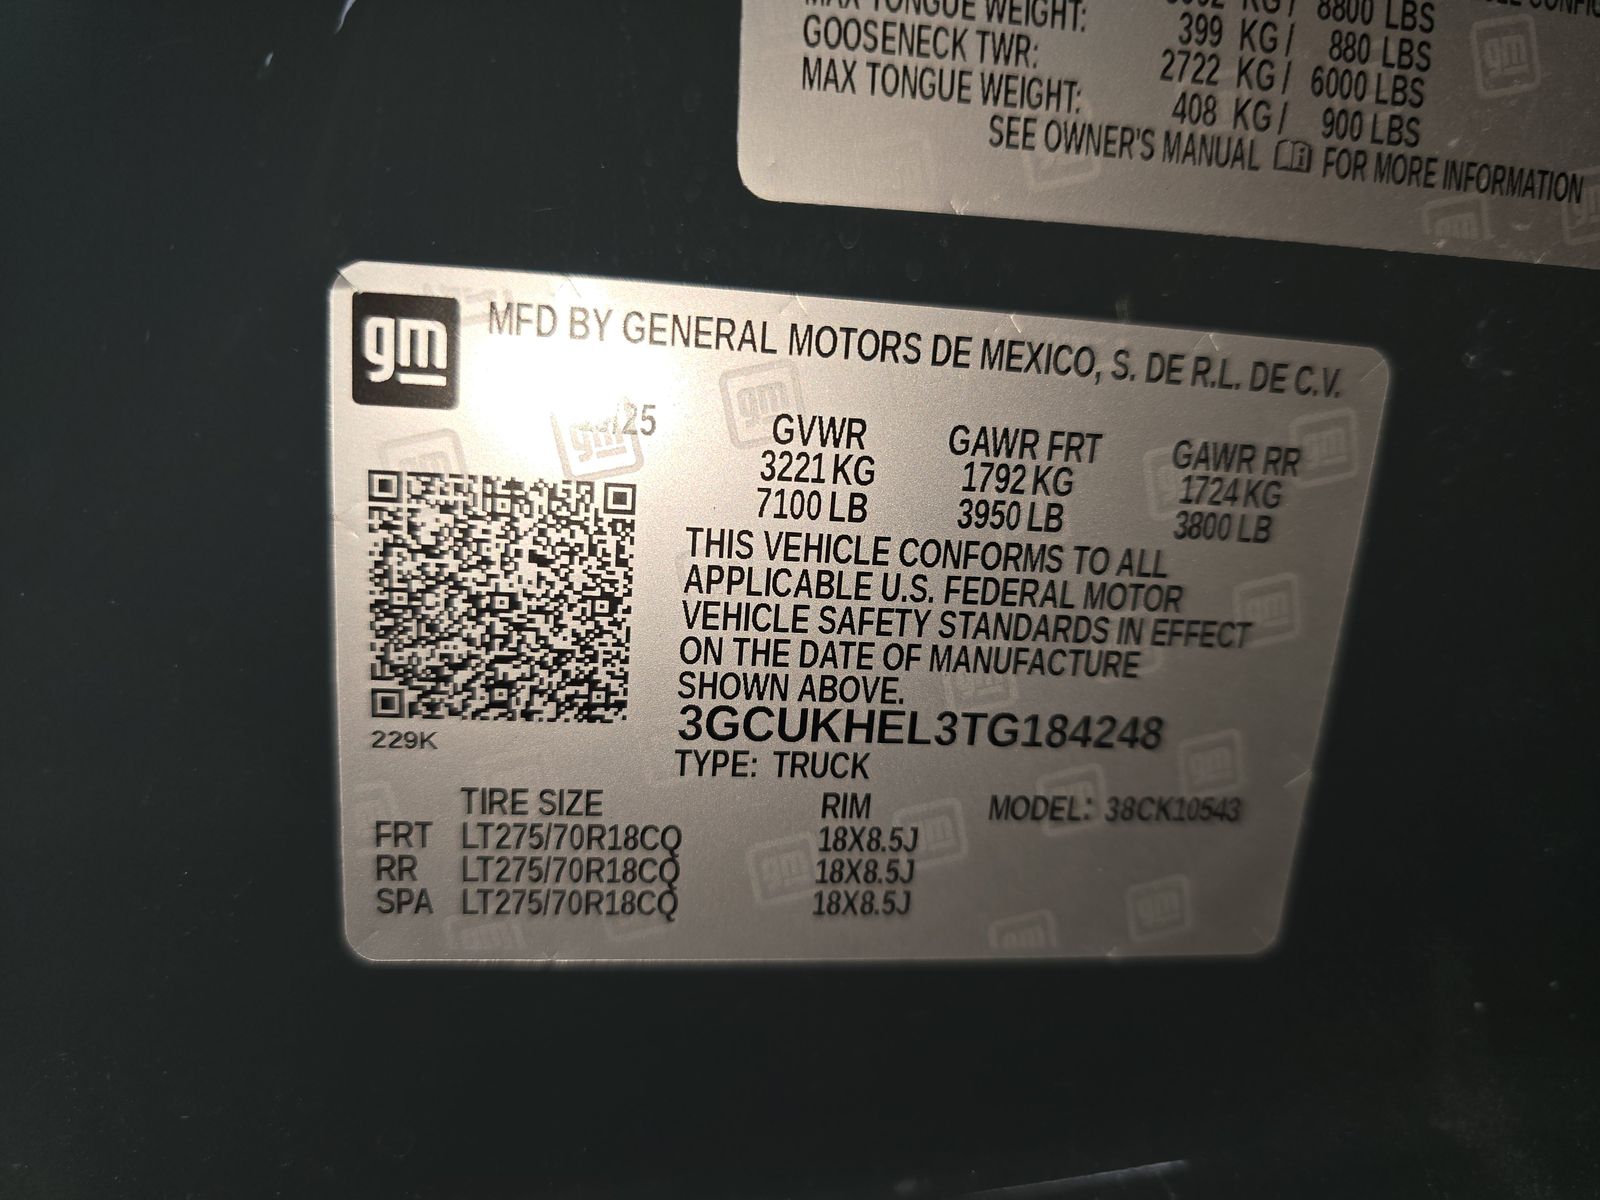 MAX TONGUE WEIGHT: 399 KG / 880 LBS
GOOSENECK TWR: 2722 KG / 6000 LBS
MAX TONGUE WEIGHT: 408 KG / 900 LBS
SEE OWNER'S MANUAL FOR MORE INFORMATION
gm
MFD BY GENERAL MOTORS DE MEXICO, S. DE R.L. DE C.V.
/25
GVWR GAWR FRT GAWR RR
3221 KG 1792 KG 1724 KG
7100 LB 3950 LB 3800 LB
THIS VEHICLE CONFORMS TO ALL
APPLICABLE U.S. FEDERAL MOTOR
VEHICLE SAFETY STANDARDS IN EFFECT
ON THE DATE OF MANUFACTURE
SHOWN ABOVE.
3GCUKHEL3TG184248
229K
TYPE: TRUCK
TIRE SIZE RIM MODEL: 38CK10543
FRT LT275/70R18CQ 18X8.5J
RR LT275/70R18CQ 18X8.5J
SPA LT275/70R18CQ 18X8.5J